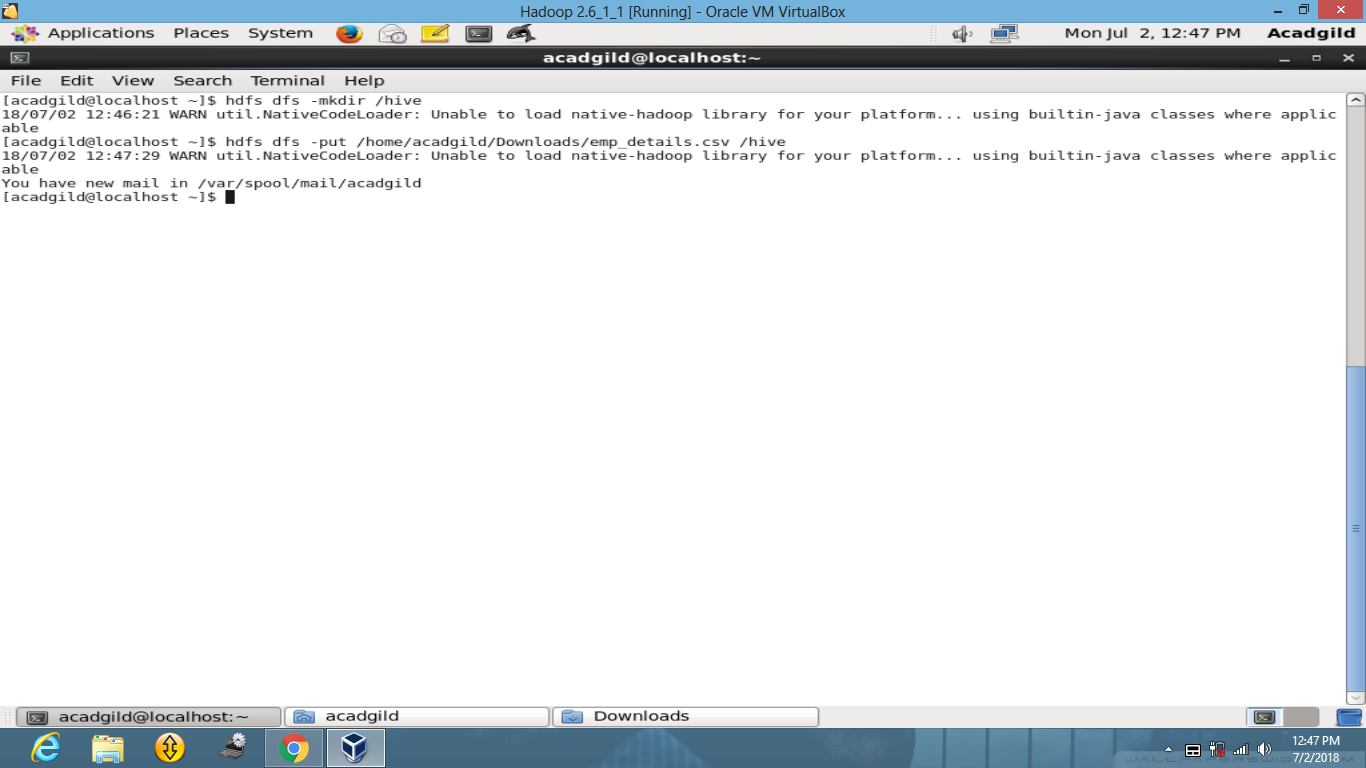 Hadoop 2.6_1_1 [Running] - Oracle VM VirtualBox
Applications Places System Mon Jul 2, 12:47 PM Acadgild
acadgild@localhost:~
File Edit View Search Terminal Help
[acadgild@localhost ~]$ hdfs dfs -mkdir /hive
18/07/02 12:46:21 WARN util.NativeCodeLoader: Unable to load native-hadoop library for your platform... using builtin-java classes where applic
able
[acadgild@localhost ~]$ hdfs dfs -put /home/acadgild/Downloads/emp_details.csv /hive
18/07/02 12:47:29 WARN util.NativeCodeLoader: Unable to load native-hadoop library for your platform... using builtin-java classes where applic
able
You have new mail in /var/spool/mail/acadgild
[acadgild@localhost ~]$
acadgild@localhost:~ acadgild Downloads
12:47 PM
7/2/2018